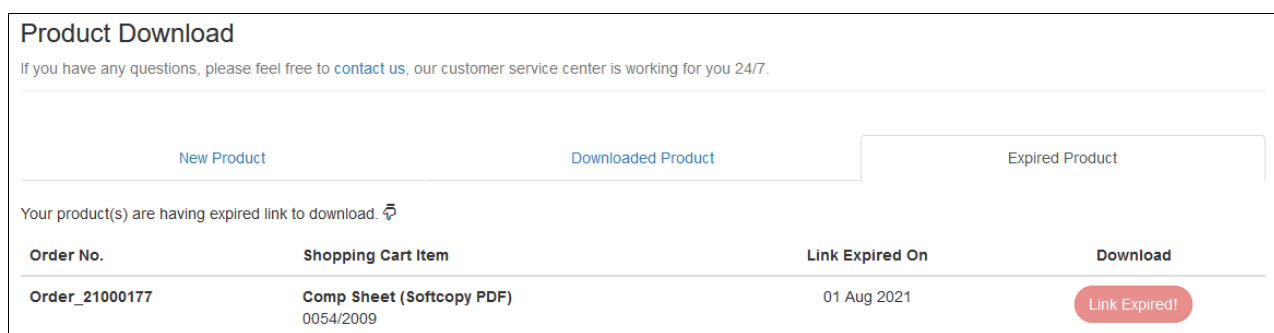 Product Download
If you have any questions, please feel free to contact us, our customer service center is working for you 24/7.
New Product Downloaded Product Expired Product
Your product(s) are having expired link to download.
Order No. Shopping Cart Item Link Expired On Download
Order_21000177 Comp Sheet (Softcopy PDF) 01 Aug 2021 Link Expired!
0054/2009